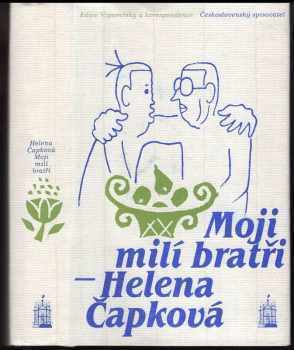 Edice Vzpomínky a korespondence
Československý spisovatel
Helena
Čapková
Moji
milí
bratři
Moji
milí bratři
– Helena
Čapková